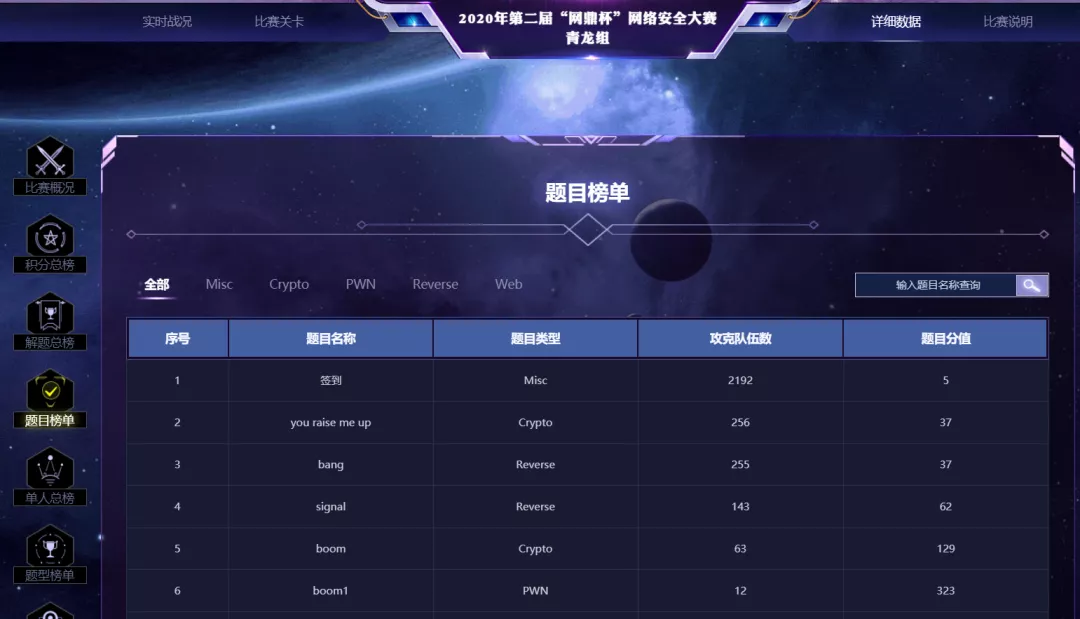 实时战况 比赛关卡 2020年第二届“网鼎杯”网络安全大赛 详细数据 比赛说明
青龙组
比赛概况
积分总榜
解题总榜
题目榜单
单人总榜
题型榜单
题目榜单
全部 Misc Crypto PWN Reverse Web 输入题目名称查询
序号 题目名称 题目类型 攻克队伍数 题目分值
1 签到 Misc 2192 5
2 you raise me up Crypto 256 37
3 bang Reverse 255 37
4 signal Reverse 143 62
5 boom Crypto 63 129
6 boom1 PWN 12 323